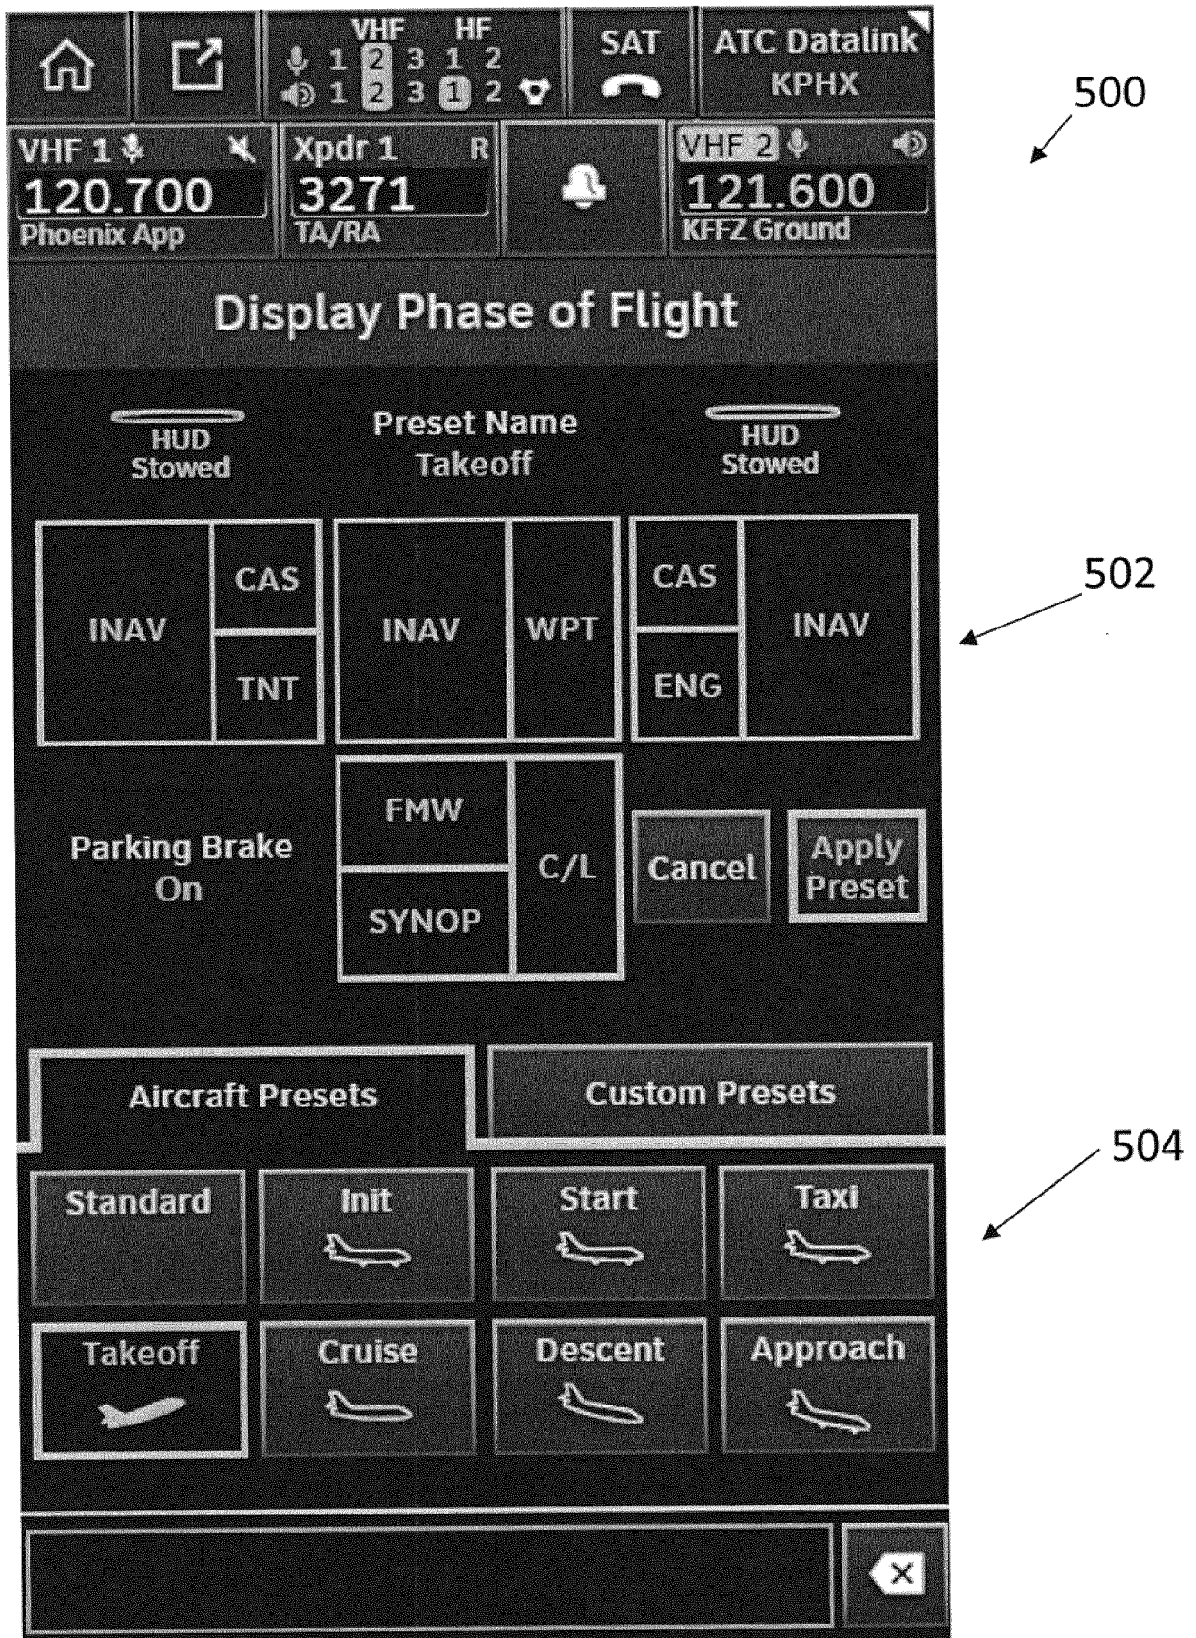 VHF HF
1 2 3 1 2
1 2 3 1 2
SAT
ATC Datalink
KPHX
500
VHF 1
120.700
Phoenix App
Xpdr 1 R
3271
TA/RA
VHF 2
121.600
KFFZ Ground
Display Phase of Flight
HUD
Stowed
Preset Name
Takeoff
HUD
Stowed
INAV
CAS
TNT
INAV
WPT
CAS
ENG
INAV
502
Parking Brake
On
FMW
SYNOP
C/L
Cancel
Apply
Preset
Aircraft Presets
Custom Presets
504
Standard
Init
Start
Taxi
Takeoff
Cruise
Descent
Approach